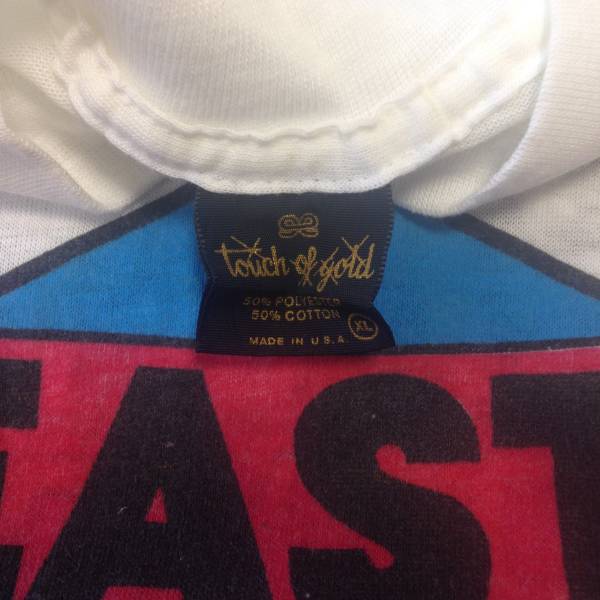 touch of gold
50% POLYESTER
50% COTTON
XL
MADE IN U.S.A.
EAST